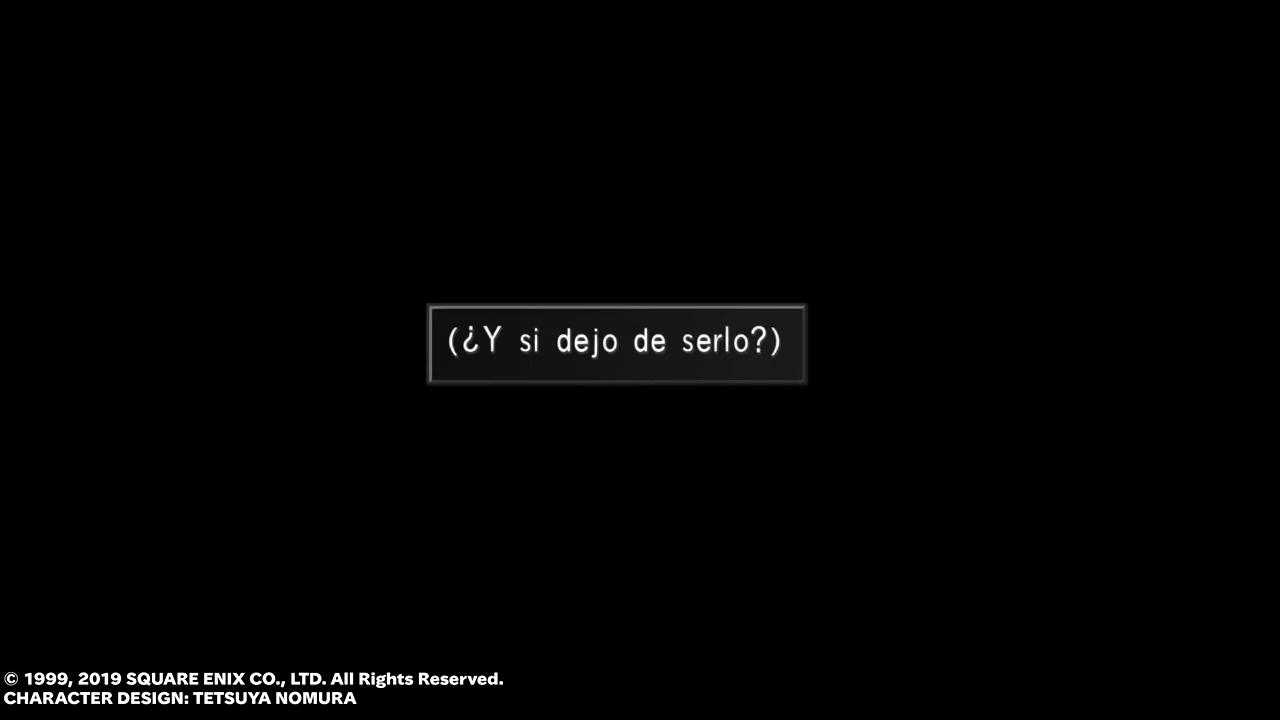 (¿Y si dejo de serlo?)
© 1999, 2019 SQUARE ENIX CO., LTD. All Rights Reserved.
CHARACTER DESIGN: TETSUYA NOMURA